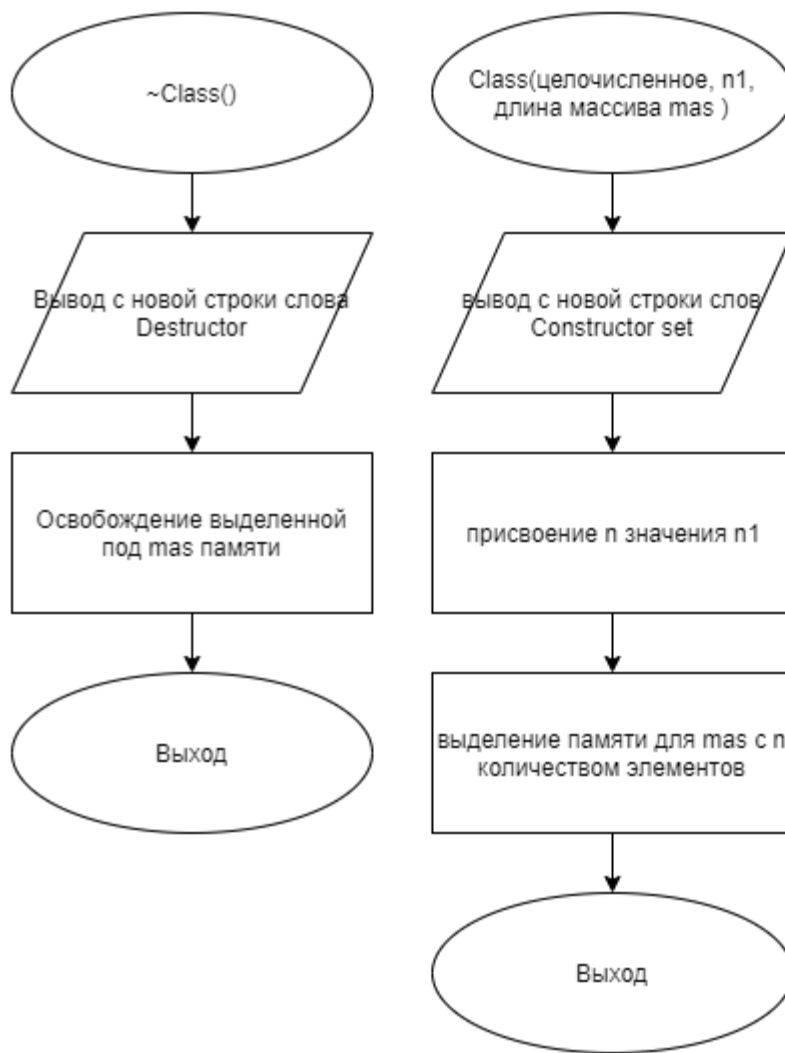 ~Class()
Вывод с новой строки слова
Destructor
Освобождение выделенной
под mas памяти
Выход
Class(целочисленное, n1,
длина массива mas )
вывод с новой строки слов
Constructor set
присвоение n значения n1
выделение памяти для mas с n
количеством элементов
Выход